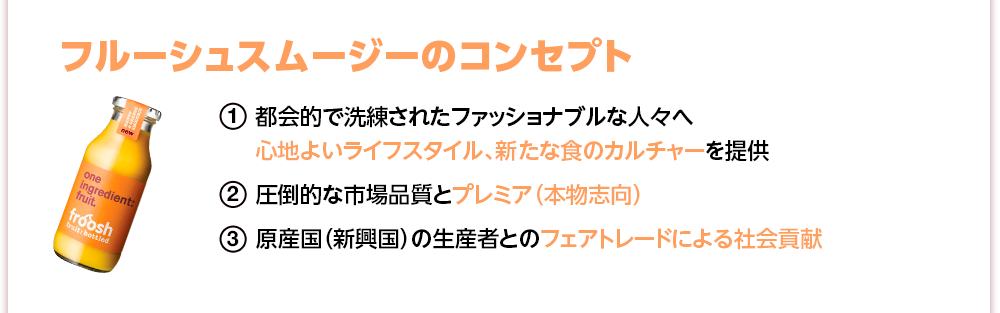 フルーシュスムージーのコンセプト
① 都会的で洗練されたファッショナブルな人々へ
心地よいライフスタイル、新たな食のカルチャーを提供
② 圧倒的な市場品質とプレミア（本物志向）
③ 原産国（新興国）の生産者とのフェアトレードによる社会貢献
new
one
ingredient:
fruit.
froosh
fruit: bottled